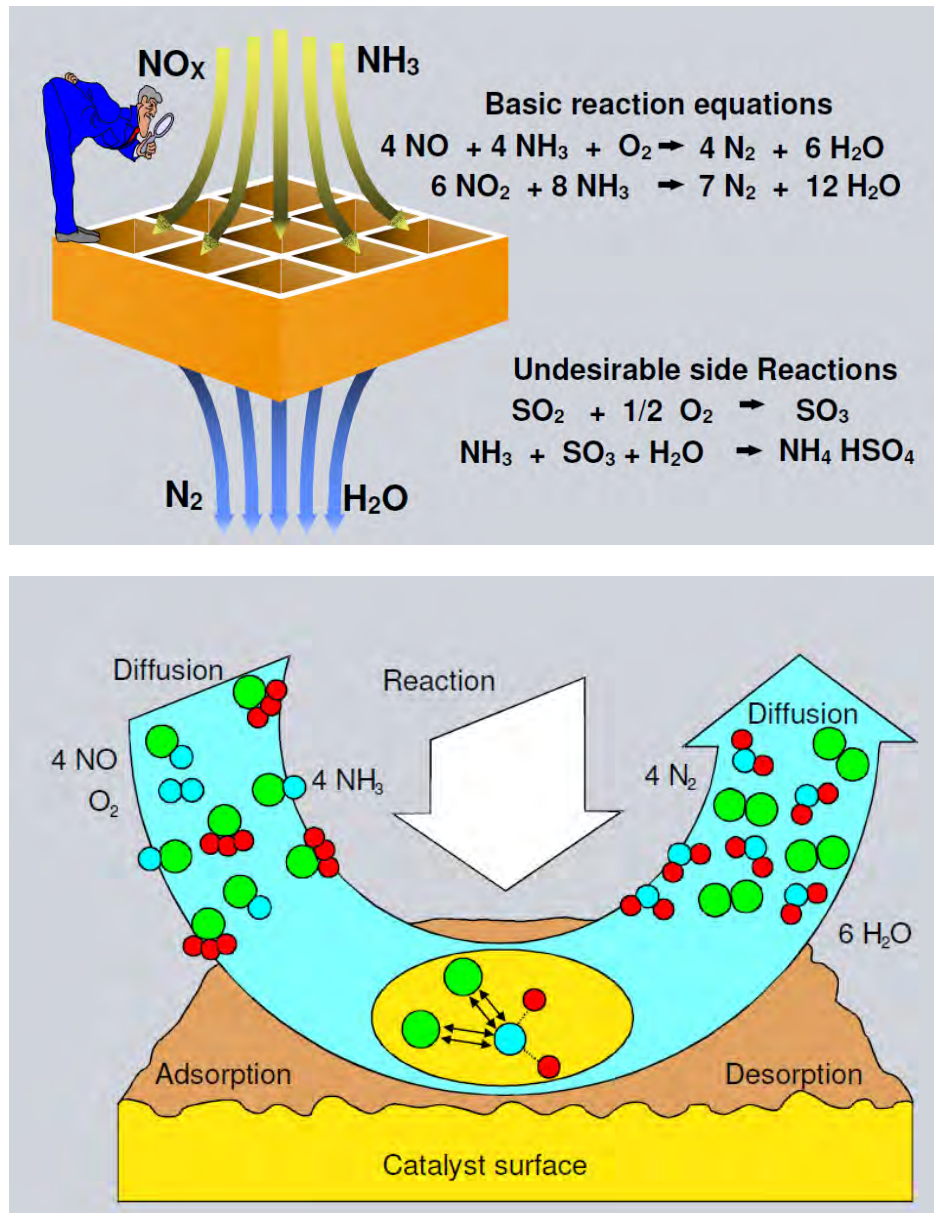 NOₓ
NH₃
Basic reaction equations
4 NO + 4 NH₃ + O₂ → 4 N₂ + 6 H₂O
6 NO₂ + 8 NH₃ → 7 N₂ + 12 H₂O
Undesirable side Reactions
SO₂ + 1/2 O₂ → SO₃
NH₃ + SO₃ + H₂O → NH₄ HSO₄
N₂
H₂O
Diffusion
Reaction
Diffusion
4 NO
O₂
4 NH₃
4 N₂
6 H₂O
Adsorption
Desorption
Catalyst surface